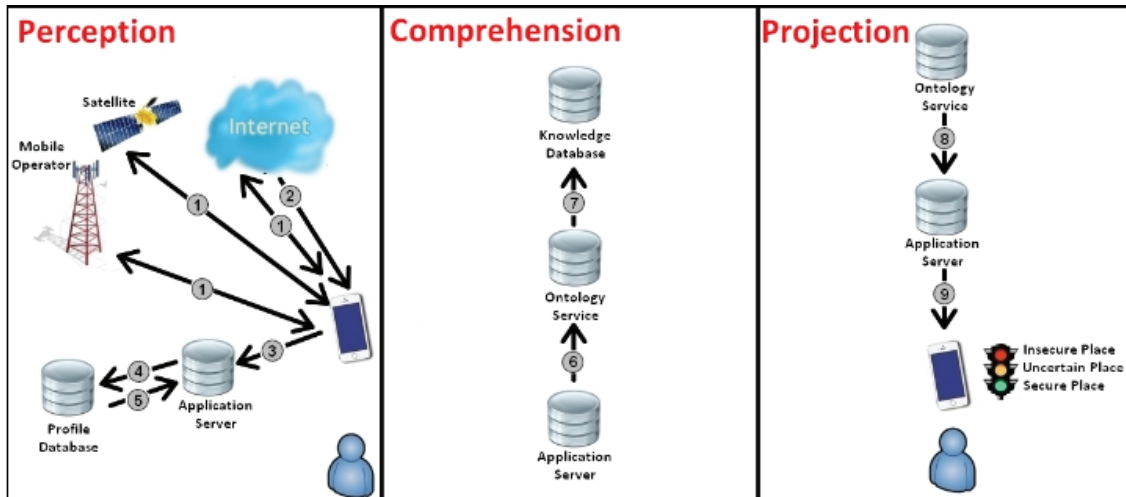 Perception
Satellite
Internet
Mobile
Operator
2
1
1
1
3
4
5
Application
Server
Profile
Database
Comprehension
Knowledge
Database
7
Ontology
Service
6
Application
Server
Projection
Ontology
Service
8
Application
Server
9
Insecure Place
Uncertain Place
Secure Place